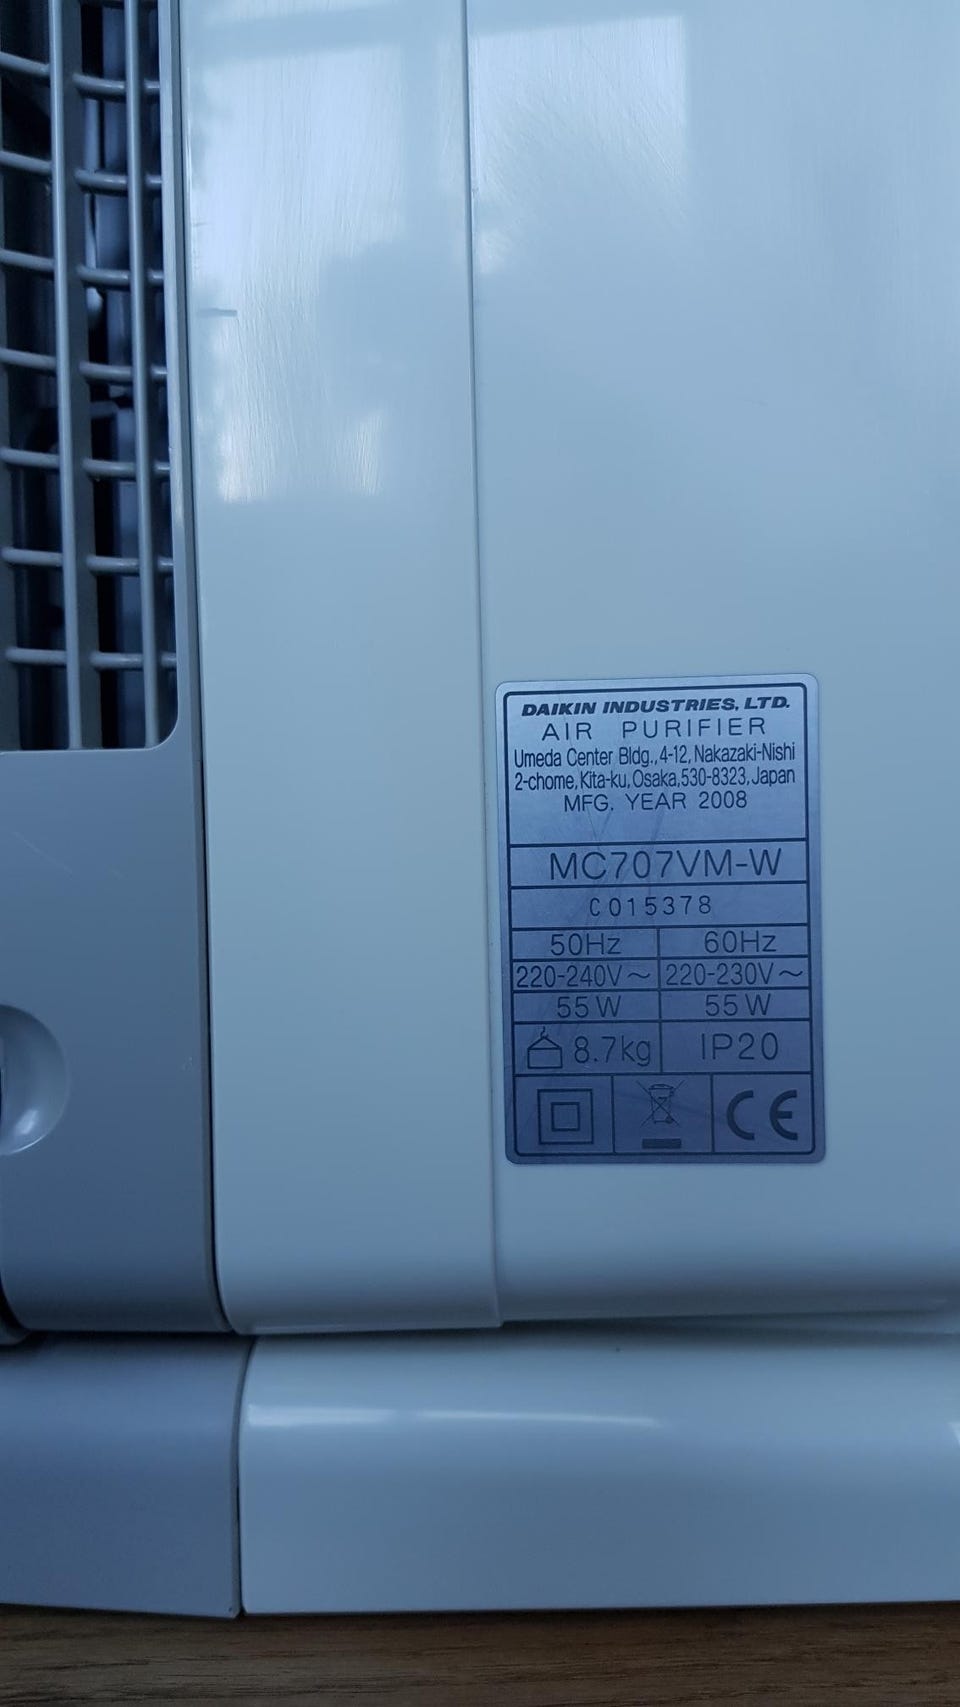 DAIKIN INDUSTRIES, LTD.
AIR PURIFIER
Umeda Center Bldg., 4-12, Nakazaki-Nishi
2-chome, Kita-ku, Osaka, 530-8323, Japan
MFG. YEAR 2008
MC707VM-W
C015378
50Hz 60Hz
220-240V～ 220-230V～
55W 55W
8.7kg IP20
CE